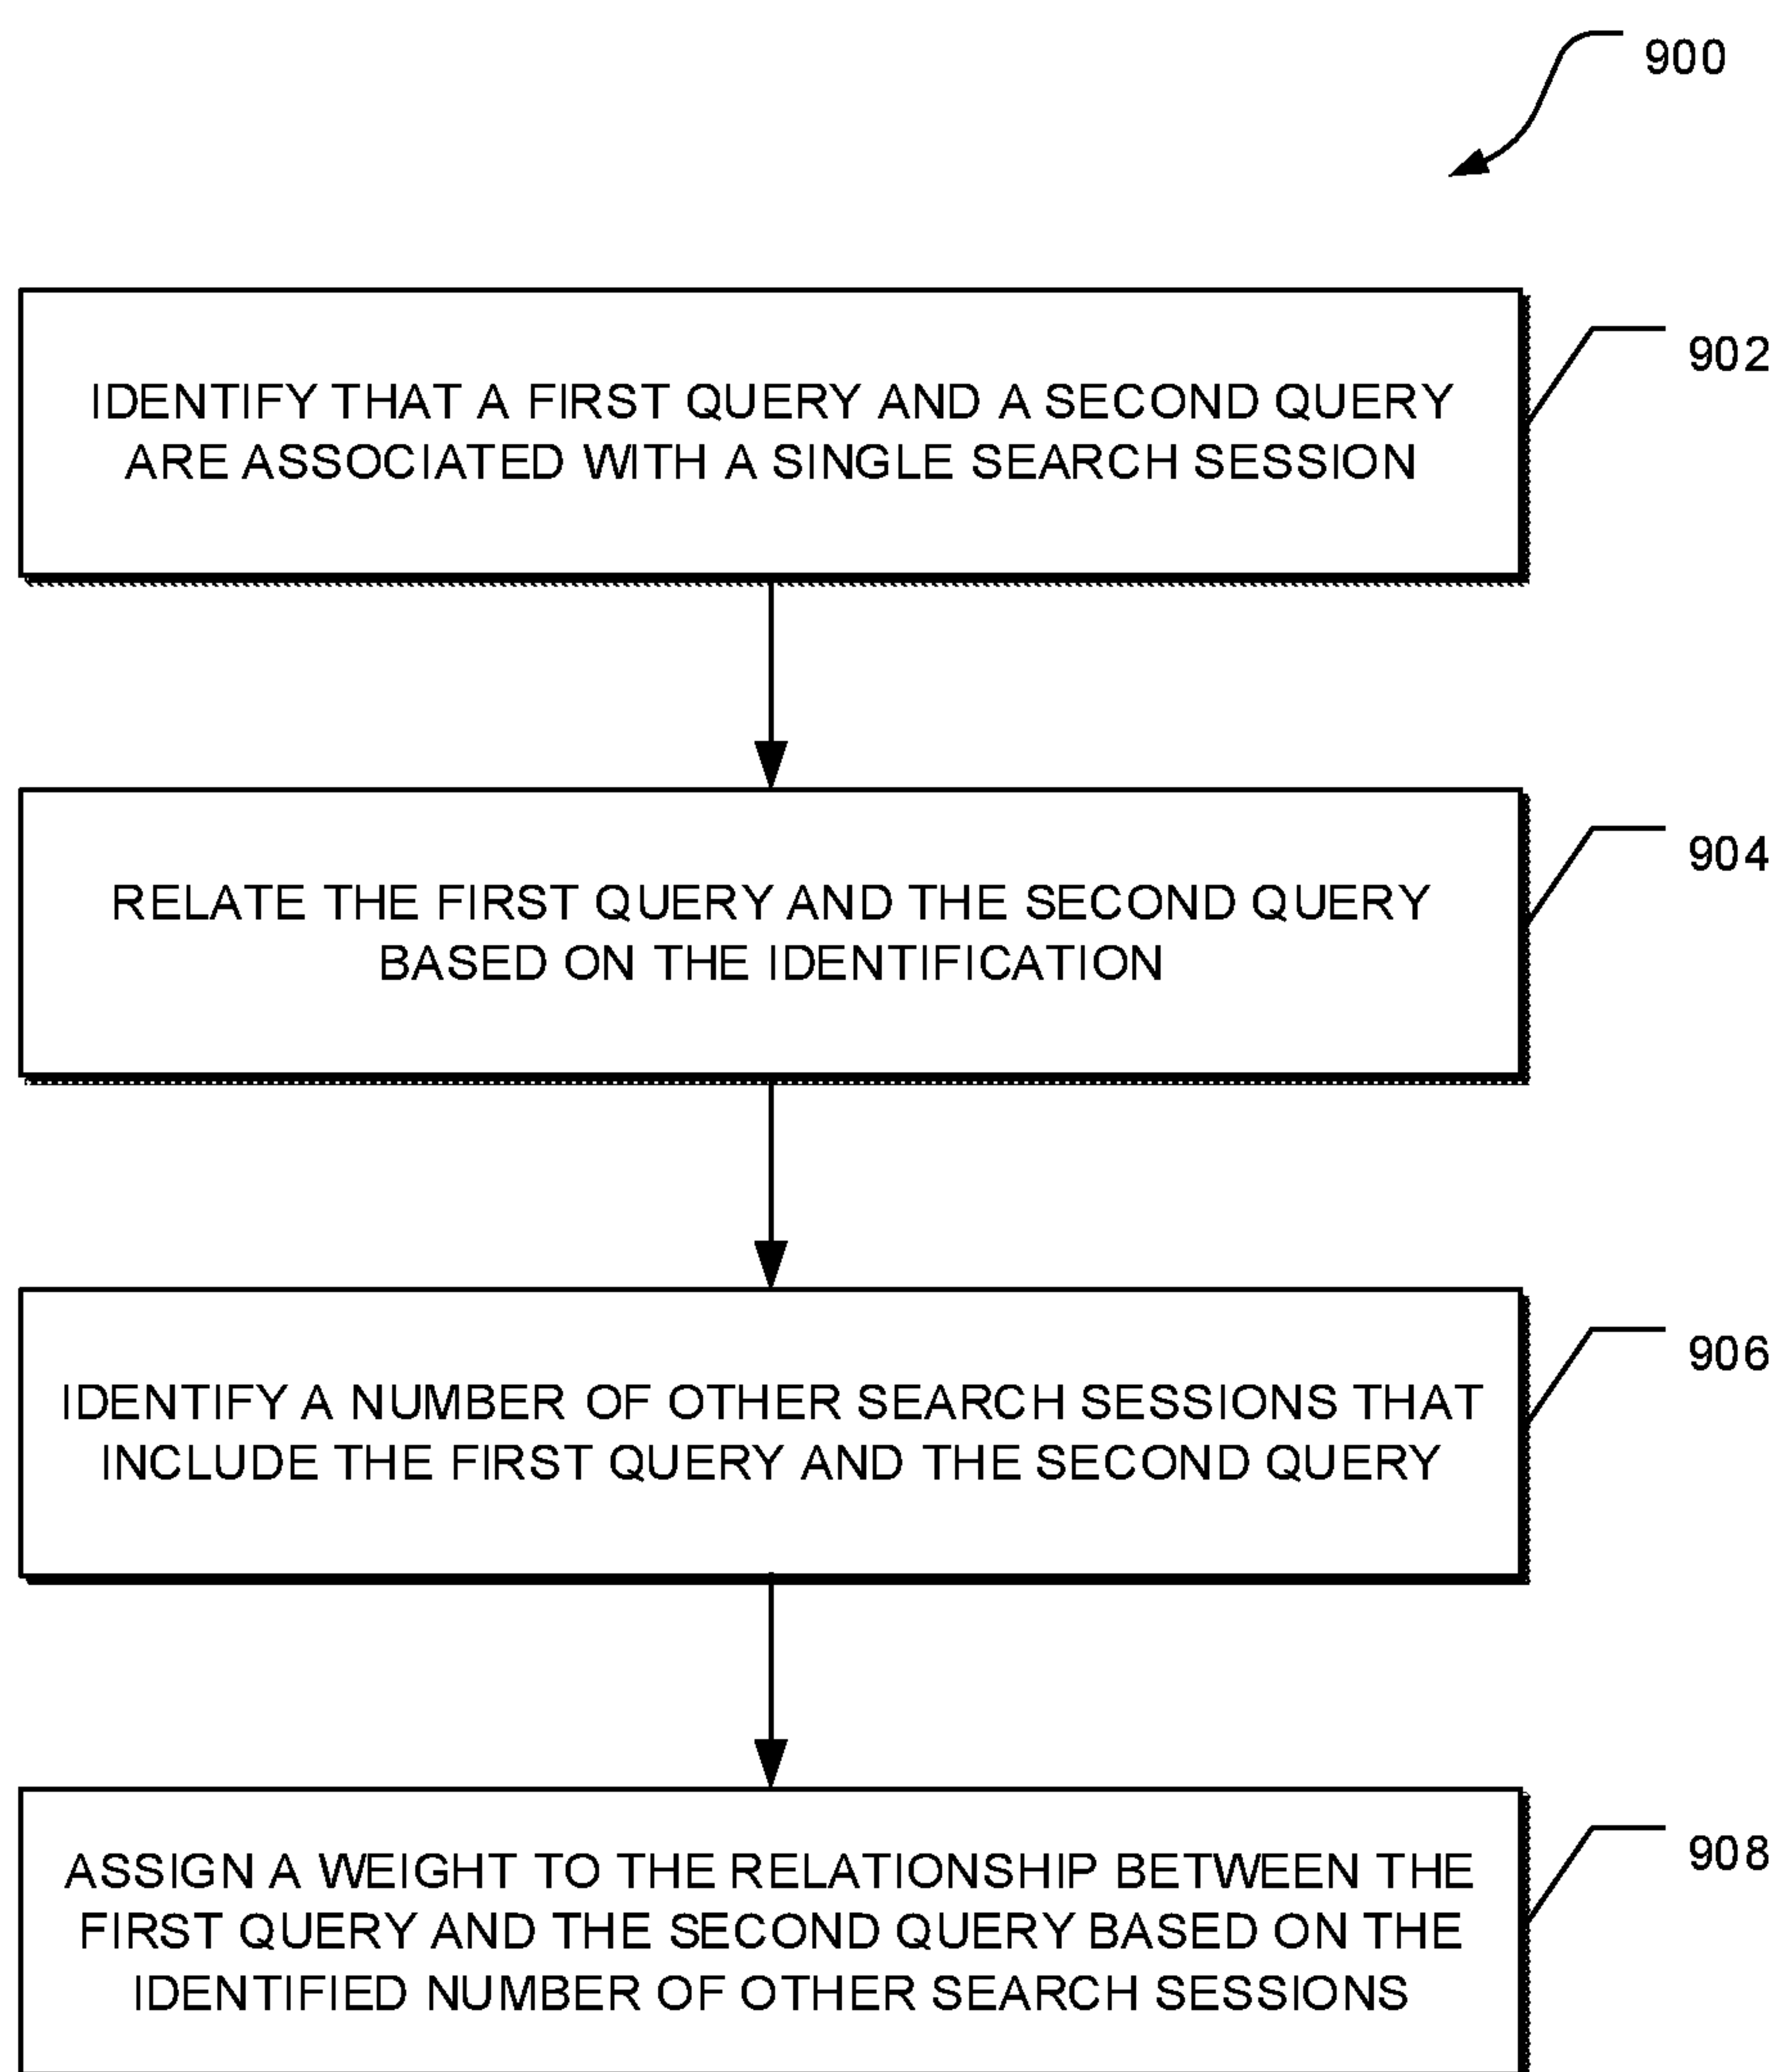 900
IDENTIFY THAT A FIRST QUERY AND A SECOND QUERY
ARE ASSOCIATED WITH A SINGLE SEARCH SESSION
902
RELATE THE FIRST QUERY AND THE SECOND QUERY
BASED ON THE IDENTIFICATION
904
IDENTIFY A NUMBER OF OTHER SEARCH SESSIONS THAT
INCLUDE THE FIRST QUERY AND THE SECOND QUERY
906
ASSIGN A WEIGHT TO THE RELATIONSHIP BETWEEN THE
FIRST QUERY AND THE SECOND QUERY BASED ON THE
IDENTIFIED NUMBER OF OTHER SEARCH SESSIONS
908